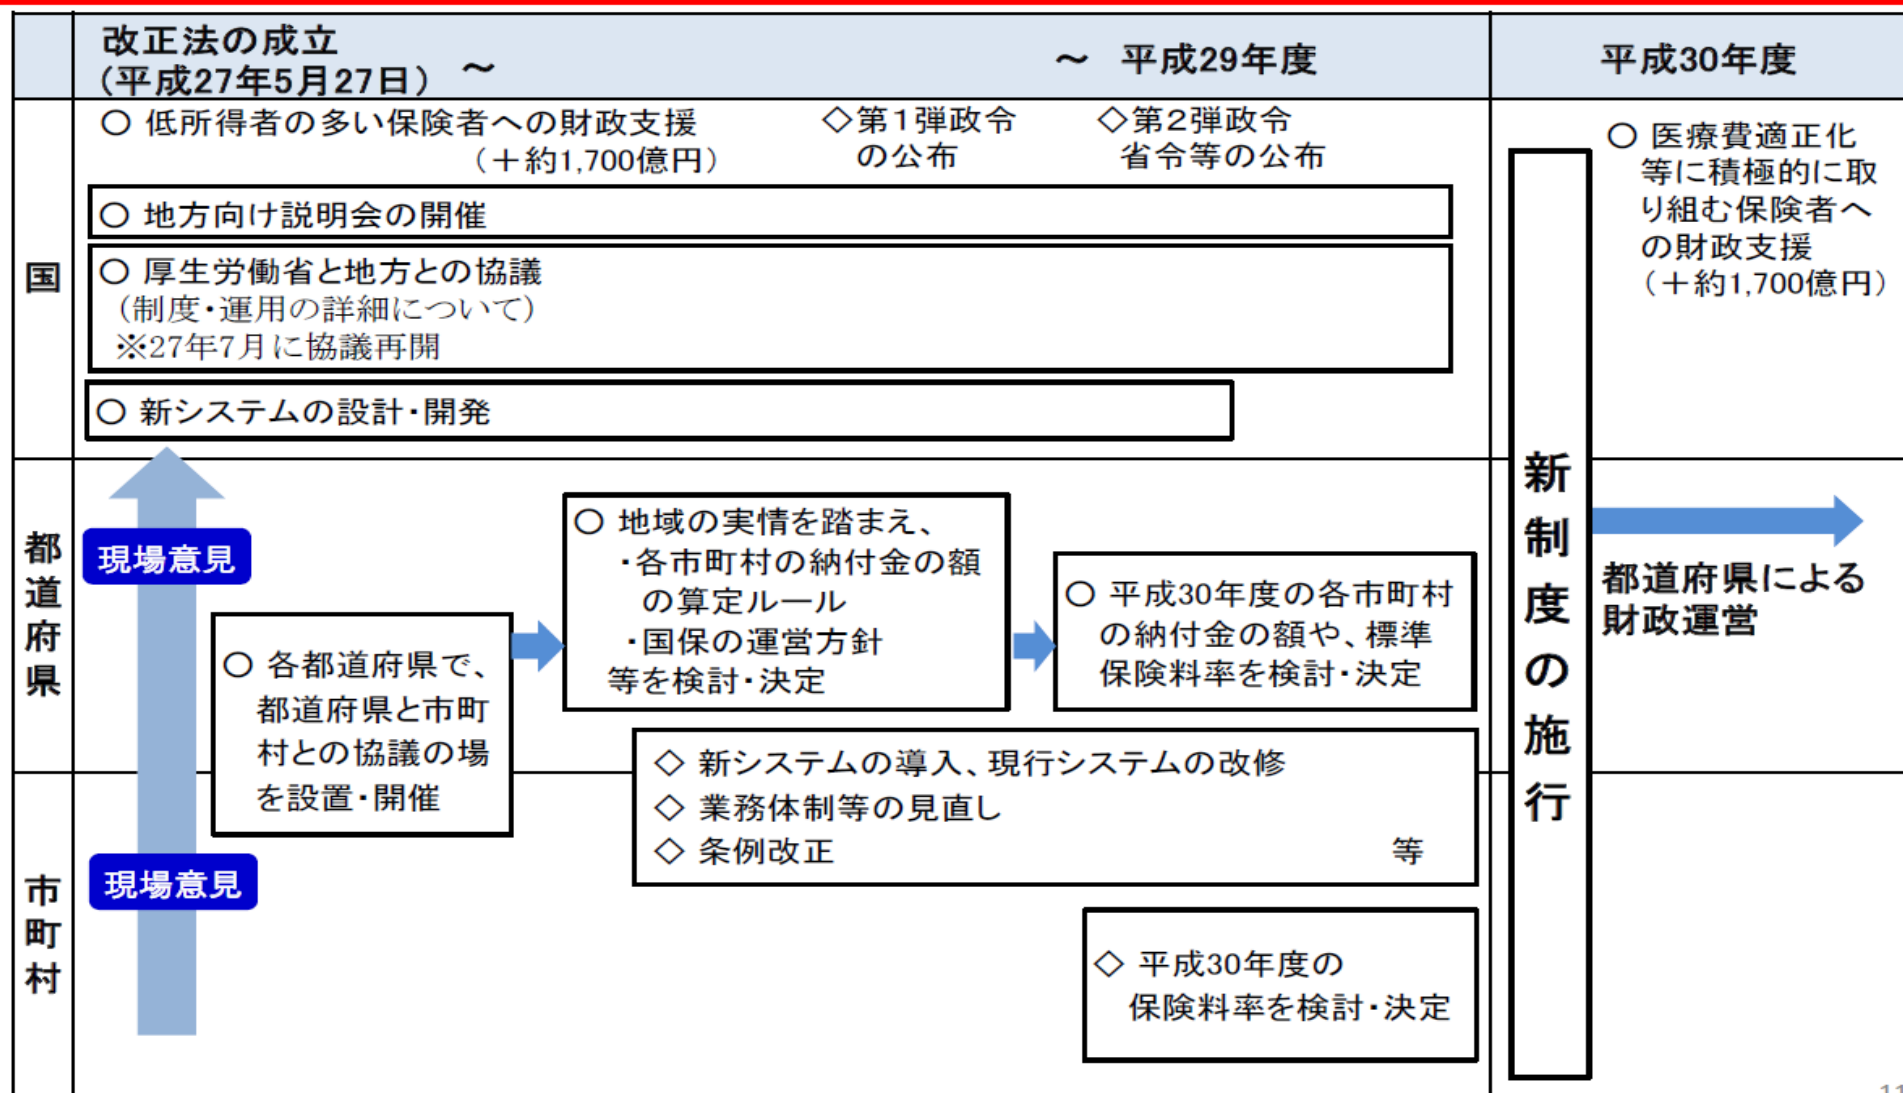 改正法の成立
(平成27年5月27日) ～
～ 平成29年度
平成30年度
国
○ 低所得者の多い保険者への財政支援
（＋約1,700億円）
◇第1弾政令
の公布
◇第2弾政令
省令等の公布
○ 地方向け説明会の開催
○ 厚生労働省と地方との協議
（制度・運用の詳細について）
※27年7月に協議再開
○ 新システムの設計・開発
○ 医療費適正化
等に積極的に取
り組む保険者へ
の財政支援
（＋約1,700億円）
新制度の施行
都道府県
現場意見
○ 各都道府県で、
都道府県と市町
村との協議の場
を設置・開催
○ 地域の実情を踏まえ、
・各市町村の納付金の額
の算定ルール
・国保の運営方針
等を検討・決定
○ 平成30年度の各市町村
の納付金の額や、標準
保険料率を検討・決定
都道府県による
財政運営
◇ 新システムの導入、現行システムの改修
◇ 業務体制等の見直し
◇ 条例改正 等
市町村
現場意見
◇ 平成30年度の
保険料率を検討・決定